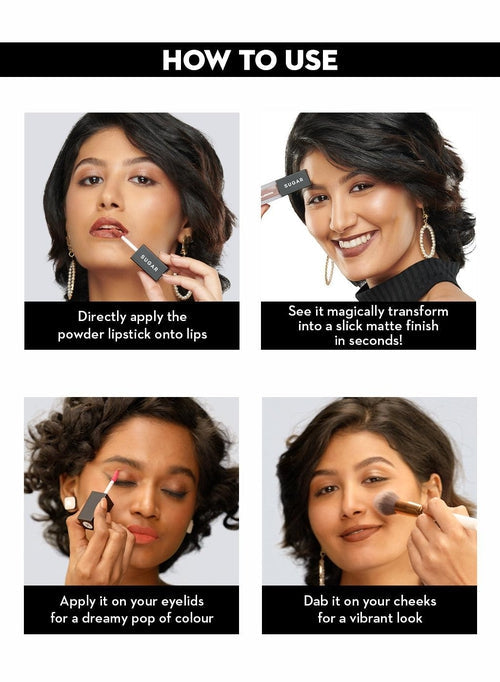 HOW TO USE
SUGAR
SUGAR
Directly apply the
powder lipstick onto lips
See it magically transform
into a slick matte finish
in seconds!
Apply it on your eyelids
for a dreamy pop of colour
Dab it on your cheeks
for a vibrant look